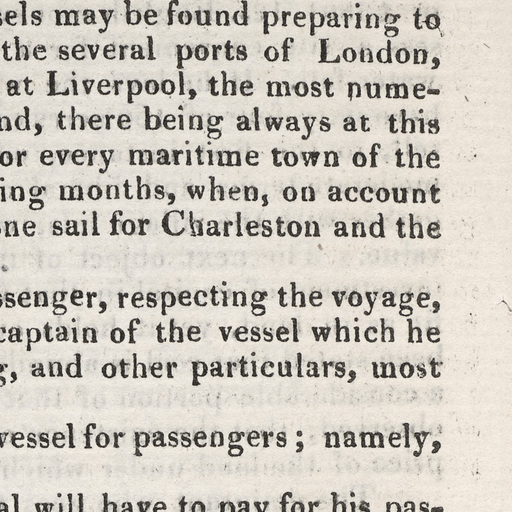 sels may be found preparing to
the several ports of London,
at Liverpool, the most nume-
nd, there being always at this
or every maritime town of the
ing months, when, on account
ne sail for Charleston and the
ssenger, respecting the voyage,
captain of the vessel which he
g, and other particulars, most
vessel for passengers; namely,
al will have to pay for his pas-